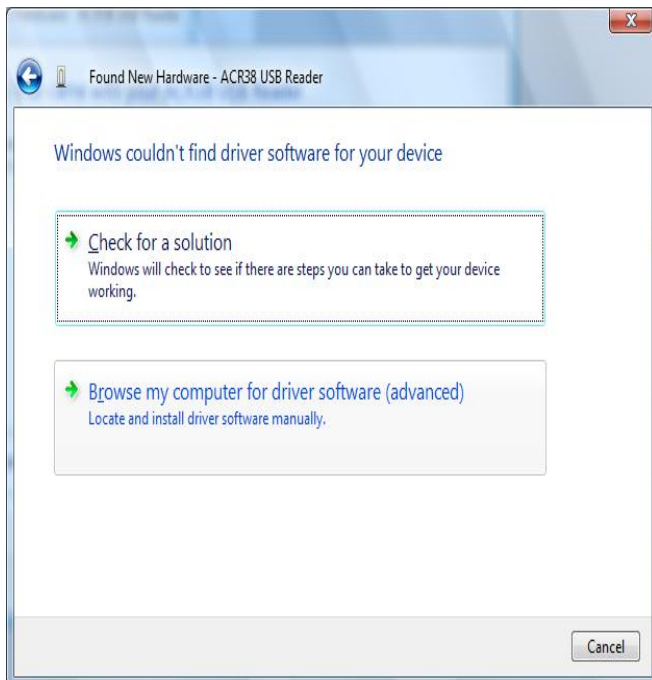 Found New Hardware - ACR38 USB Reader
Windows couldn't find driver software for your device
Check for a solution
Windows will check to see if there are steps you can take to get your device
working.
Browse my computer for driver software (advanced)
Locate and install driver software manually.
Cancel